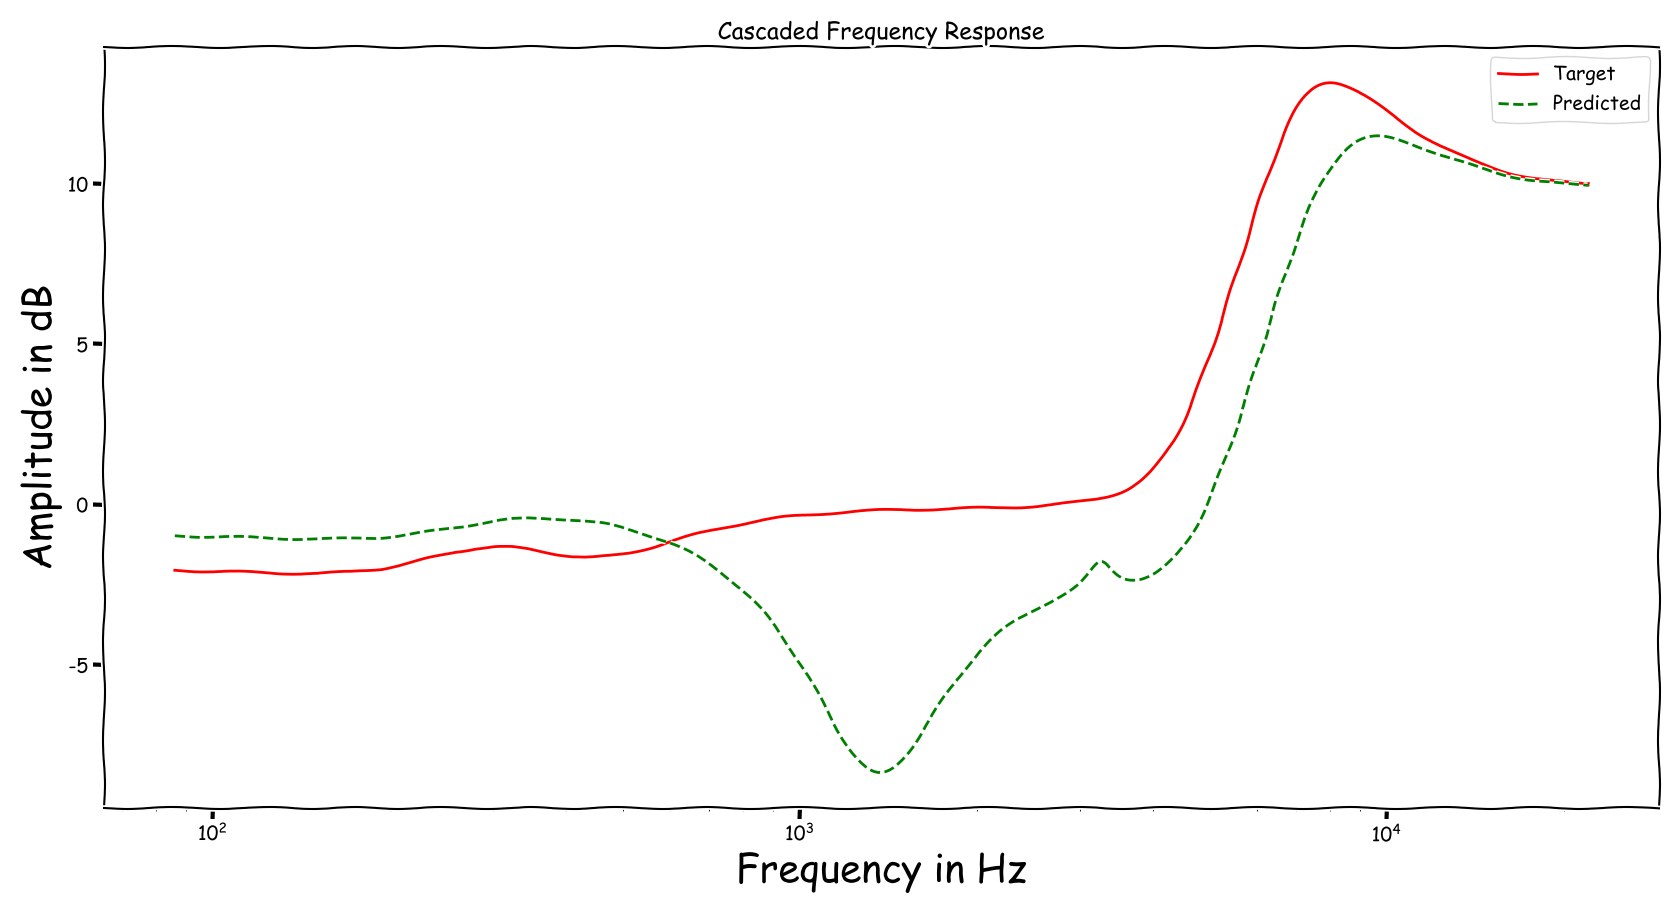 Cascaded Frequency Response
Target
Predicted
10
5
0
-5
Amplitude in dB
10²
10³
10⁴
Frequency in Hz